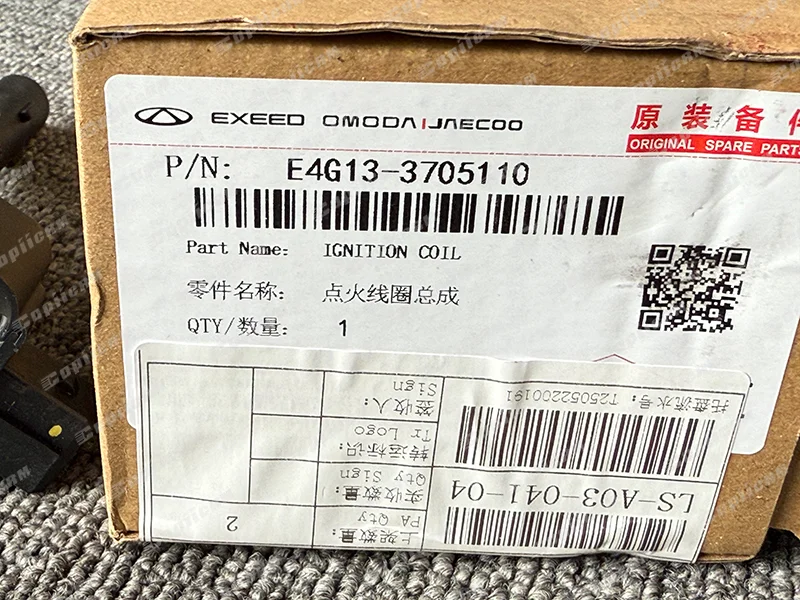 EXEED OMODA JAECOO
原装备件
ORIGINAL SPARE PARTS
P/N: E4G13-3705110
Part Name: IGNITION COIL
零件名称: 点火线圈总成
QTY/数量: 1
托盘流水号: T25052200191
签收人:
Sign
转运标识:
Tr Logo
LS-A03-041-04
实收数量:
Qty Sign
上架数量: 2
PA Qty